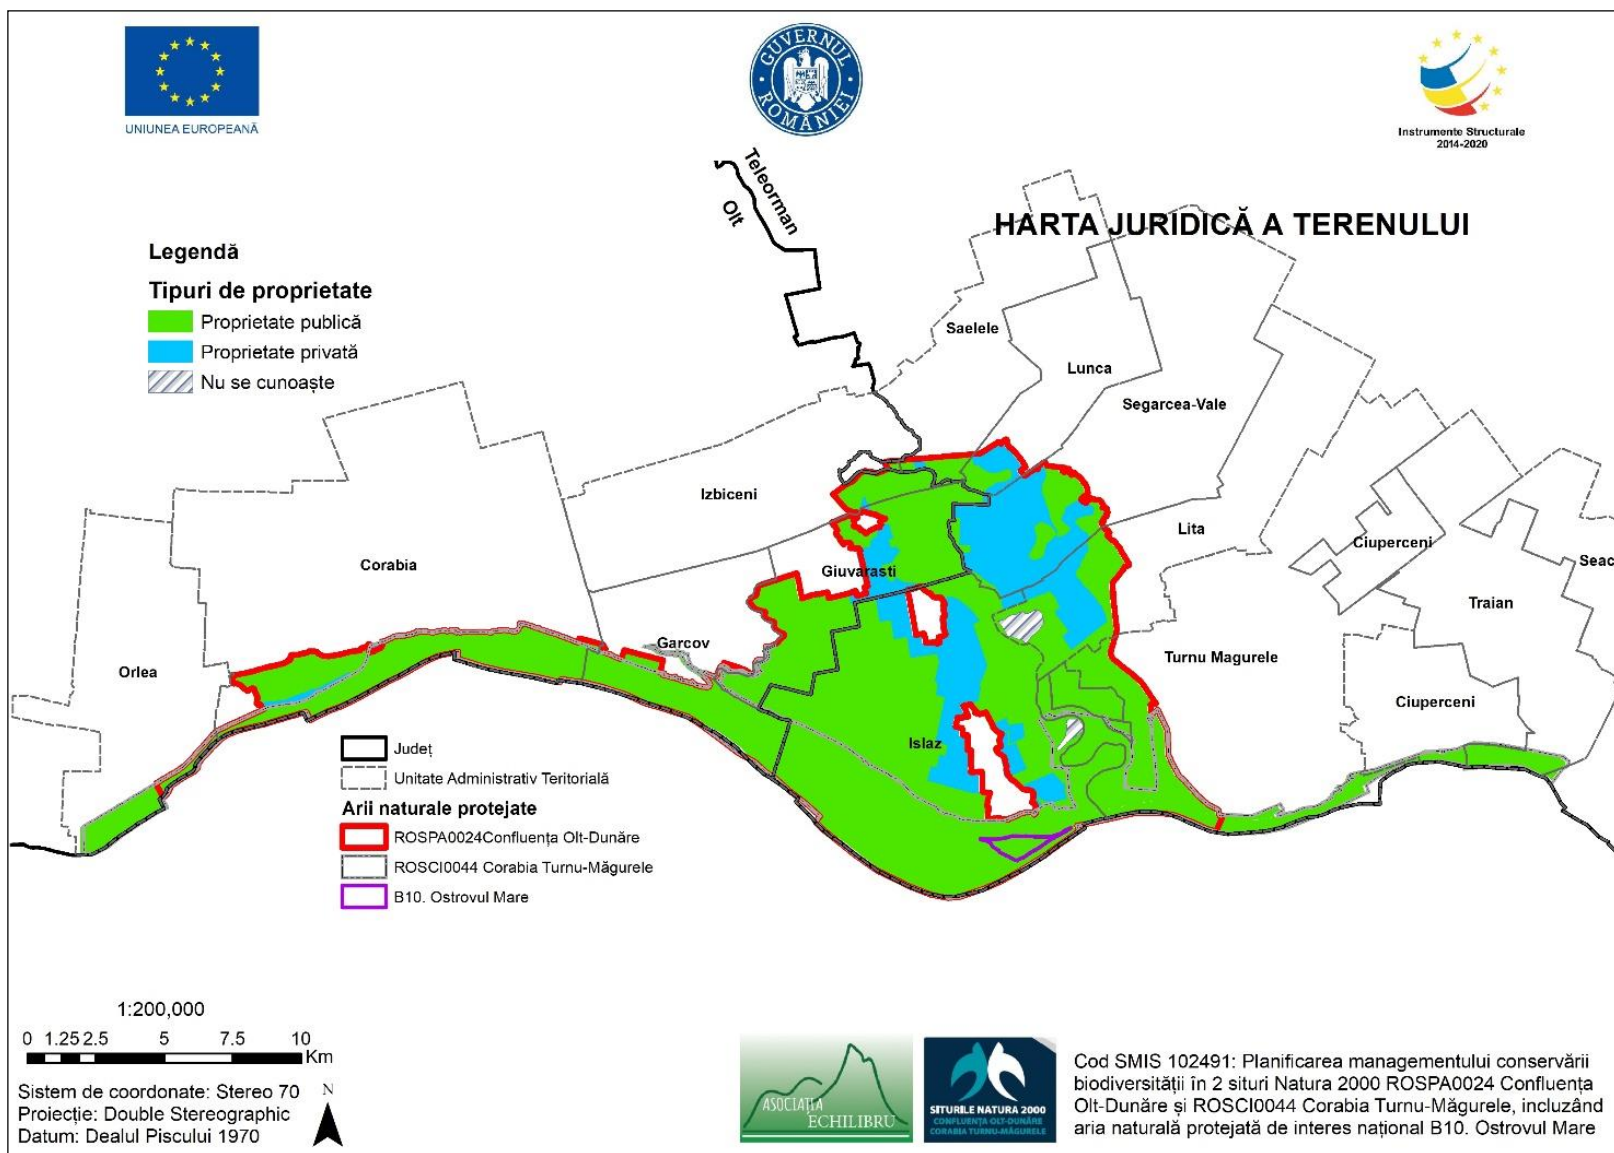 UNIUNEA EUROPEANĂ
GUVERNUL ROMÂNIEI
Instrumente Structurale
2014-2020
HARTA JURIDICĂ A TERENULUI
Teleorman
Olt
Legendă
Tipuri de proprietate
Proprietate publică
Proprietate privată
Nu se cunoaște
Saelele
Lunca
Segarcea-Vale
Izbiceni
Corabia
Giuvarasti
Lita
Ciuperceni
Seac
Traian
Orlea
Garcov
Turnu Magurele
Ciuperceni
Islaz
Județ
Unitate Administrativ Teritorială
Arii naturale protejate
ROSPA0024Confluența Olt-Dunăre
ROSCI0044 Corabia Turnu-Măgurele
B10. Ostrovul Mare
1:200,000
0 1.25 2.5 5 7.5 10
Km
Sistem de coordonate: Stereo 70
Proiecție: Double Stereographic
Datum: Dealul Piscului 1970
N
ASOCIAȚIA
ECHILIBRU
SITURILE NATURA 2000
CONFLUENȚA OLT-DUNĂRE
CORABIA TURNU-MĂGURELE
Cod SMIS 102491: Planificarea managementului conservării
biodiversității în 2 situri Natura 2000 ROSPA0024 Confluența
Olt-Dunăre și ROSCI0044 Corabia Turnu-Măgurele, incluzând
aria naturală protejată de interes național B10. Ostrovul Mare